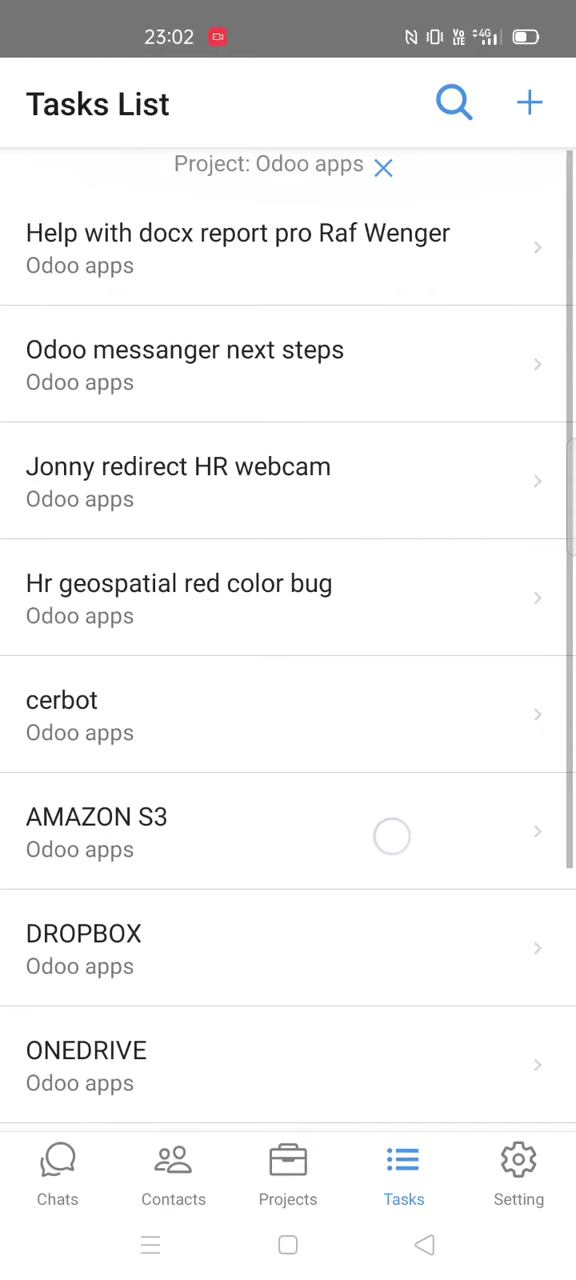 23:02 VoLTE 4G
Tasks List
Project: Odoo apps
Help with docx report pro Raf Wenger
Odoo apps
Odoo messanger next steps
Odoo apps
Jonny redirect HR webcam
Odoo apps
Hr geospatial red color bug
Odoo apps
cerbot
Odoo apps
AMAZON S3
Odoo apps
DROPBOX
Odoo apps
ONEDRIVE
Odoo apps
Chats Contacts Projects Tasks Setting